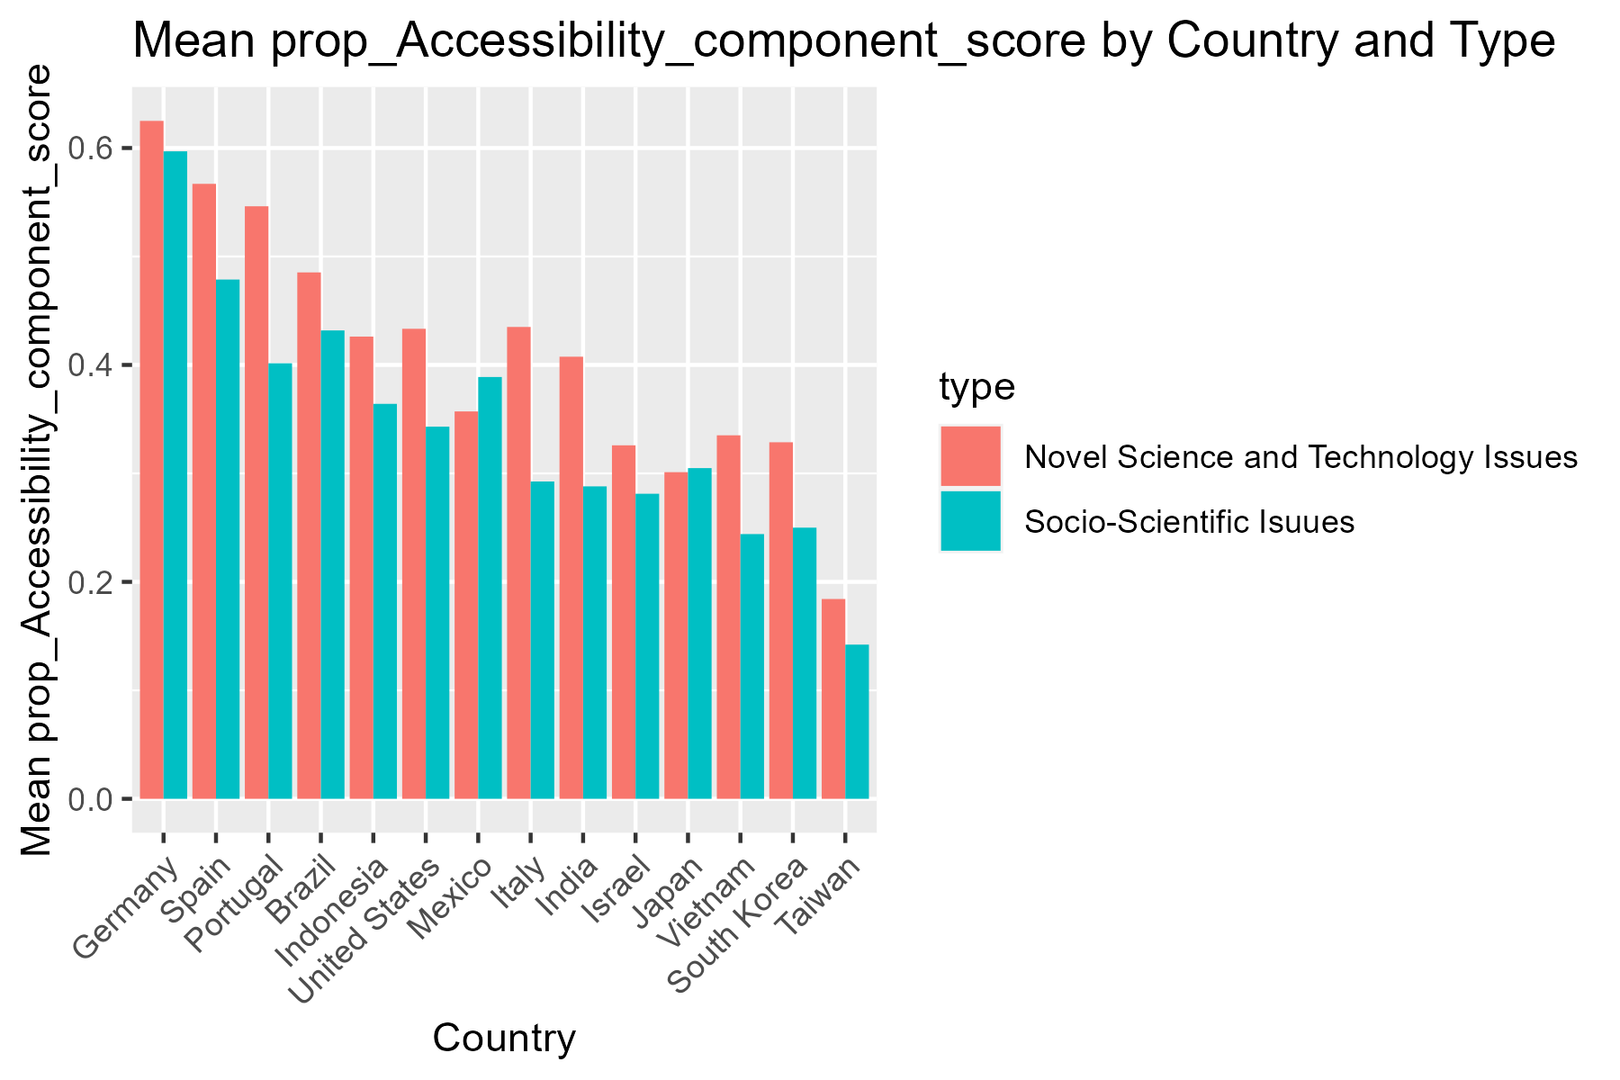 Mean prop_Accessibility_component_score by Country and Type
Mean prop_Accessibility_component_score
0.6
0.4
0.2
0.0
Germany
Spain
Portugal
Brazil
Indonesia
United States
Mexico
Italy
India
Israel
Japan
Vietnam
South Korea
Taiwan
Country
type
Novel Science and Technology Issues
Socio-Scientific Isuues